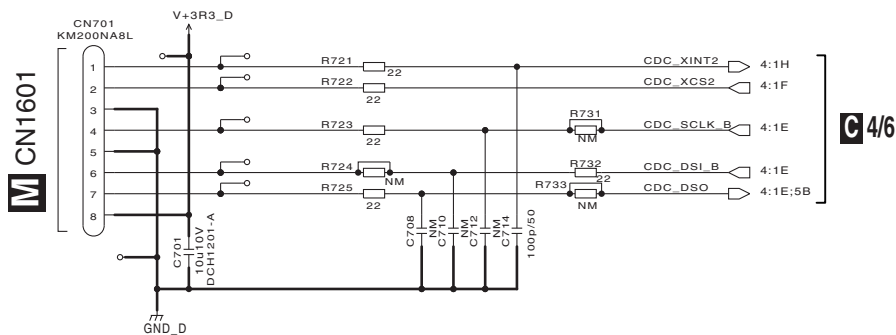 V+3R3_D
CN701
KM200NA8L
M CN1601
1
R721
22
CDC_XINT2
4:1H
2
R722
22
CDC_XCS2
4:1F
3
4
R723
22
R731
NM
CDC_SCLK_B
4:1E
5
6
R724
NM
R732
22
CDC_DSI_B
4:1E
7
R725
22
R733
NM
CDC_DSO
4:1E;5B
8
C 4/6
C701
10u10V
DCH1201-A
C708
NM
C710
NM
C712
NM
C714
100p/50
GND_D